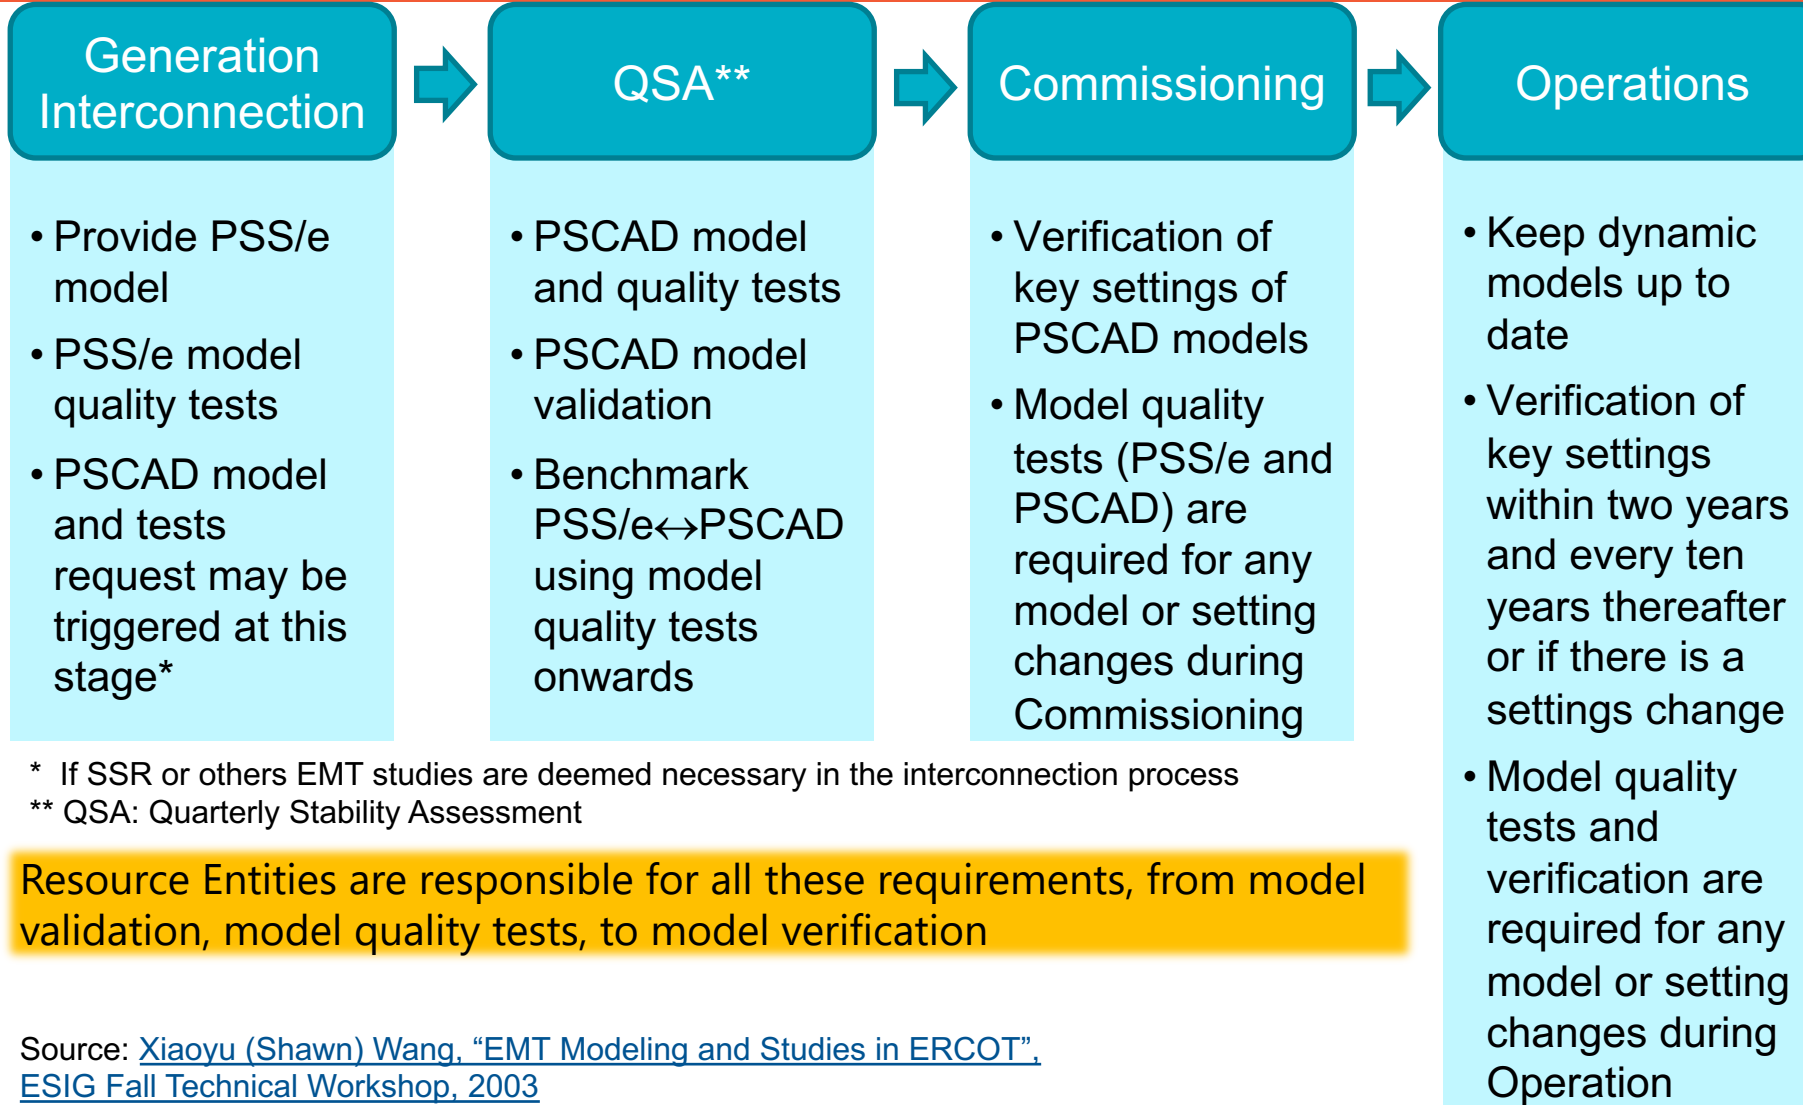 Generation
Interconnection
QSA**
Commissioning
Operations
• Provide PSS/e
model
• PSS/e model
quality tests
• PSCAD model
and tests
request may be
triggered at this
stage*
• PSCAD model
and quality tests
• PSCAD model
validation
• Benchmark
PSS/e↔PSCAD
using model
quality tests
onwards
• Verification of
key settings of
PSCAD models
• Model quality
tests (PSS/e and
PSCAD) are
required for any
model or setting
changes during
Commissioning
• Keep dynamic
models up to
date
• Verification of
key settings
within two years
and every ten
years thereafter
or if there is a
settings change
• Model quality
tests and
verification are
required for any
model or setting
changes during
Operation
* If SSR or others EMT studies are deemed necessary in the interconnection process
** QSA: Quarterly Stability Assessment
Resource Entities are responsible for all these requirements, from model
validation, model quality tests, to model verification
Source: Xiaoyu (Shawn) Wang, “EMT Modeling and Studies in ERCOT”,
ESIG Fall Technical Workshop, 2003